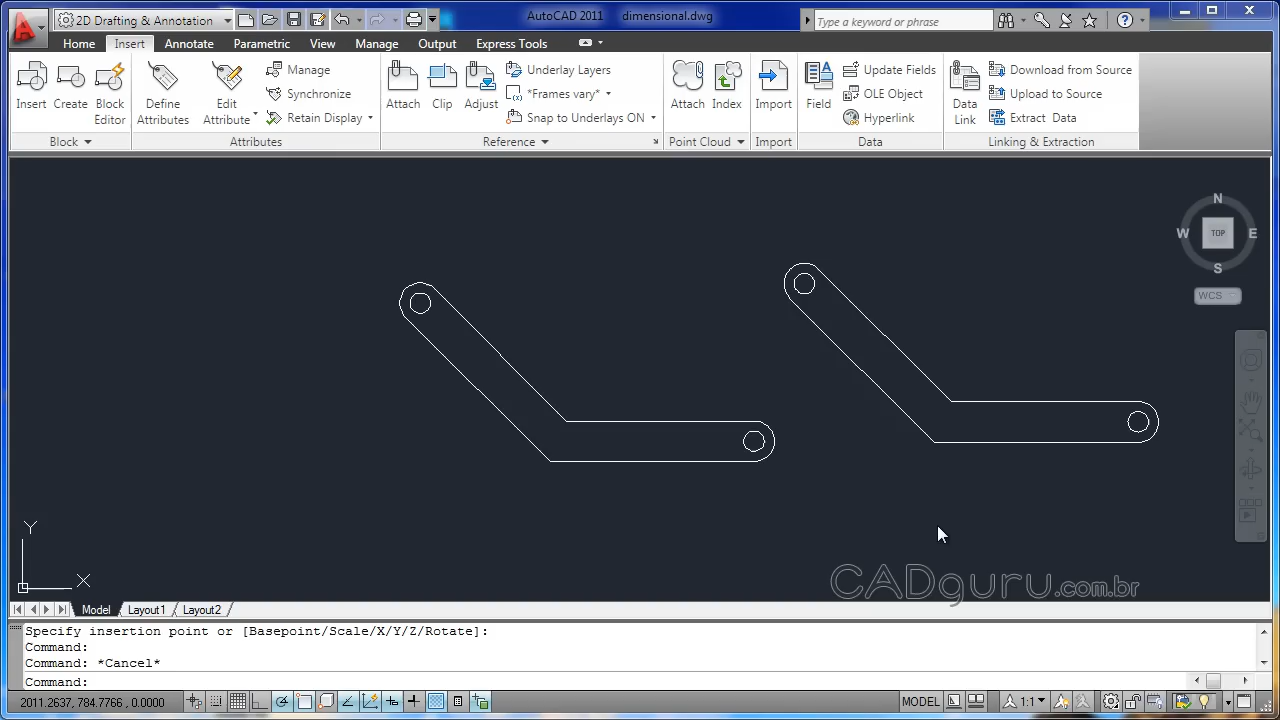 2D Drafting & Annotation
AutoCAD 2011 dimensional.dwg
Type a keyword or phrase
Home Insert Annotate Parametric View Manage Output Express Tools
Insert
Create
Block
Editor
Block
Define
Attributes
Edit
Attribute
Manage
Synchronize
Retain Display
Attributes
Attach
Clip
Adjust
Underlay Layers
*Frames vary*
Snap to Underlays ON
Reference
Attach
Index
Point Cloud
Import
Import
Field
Update Fields
OLE Object
Hyperlink
Data
Data
Link
Download from Source
Upload to Source
Extract Data
Linking & Extraction
N
W TOP E
S
WCS
Y
X
CADguru.com.br
Model Layout1 Layout2
Specify insertion point or [Basepoint/Scale/X/Y/Z/Rotate]:
Command:
Command: *Cancel*
Command:
2011.2637, 784.7766 , 0.0000
MODEL
1:1